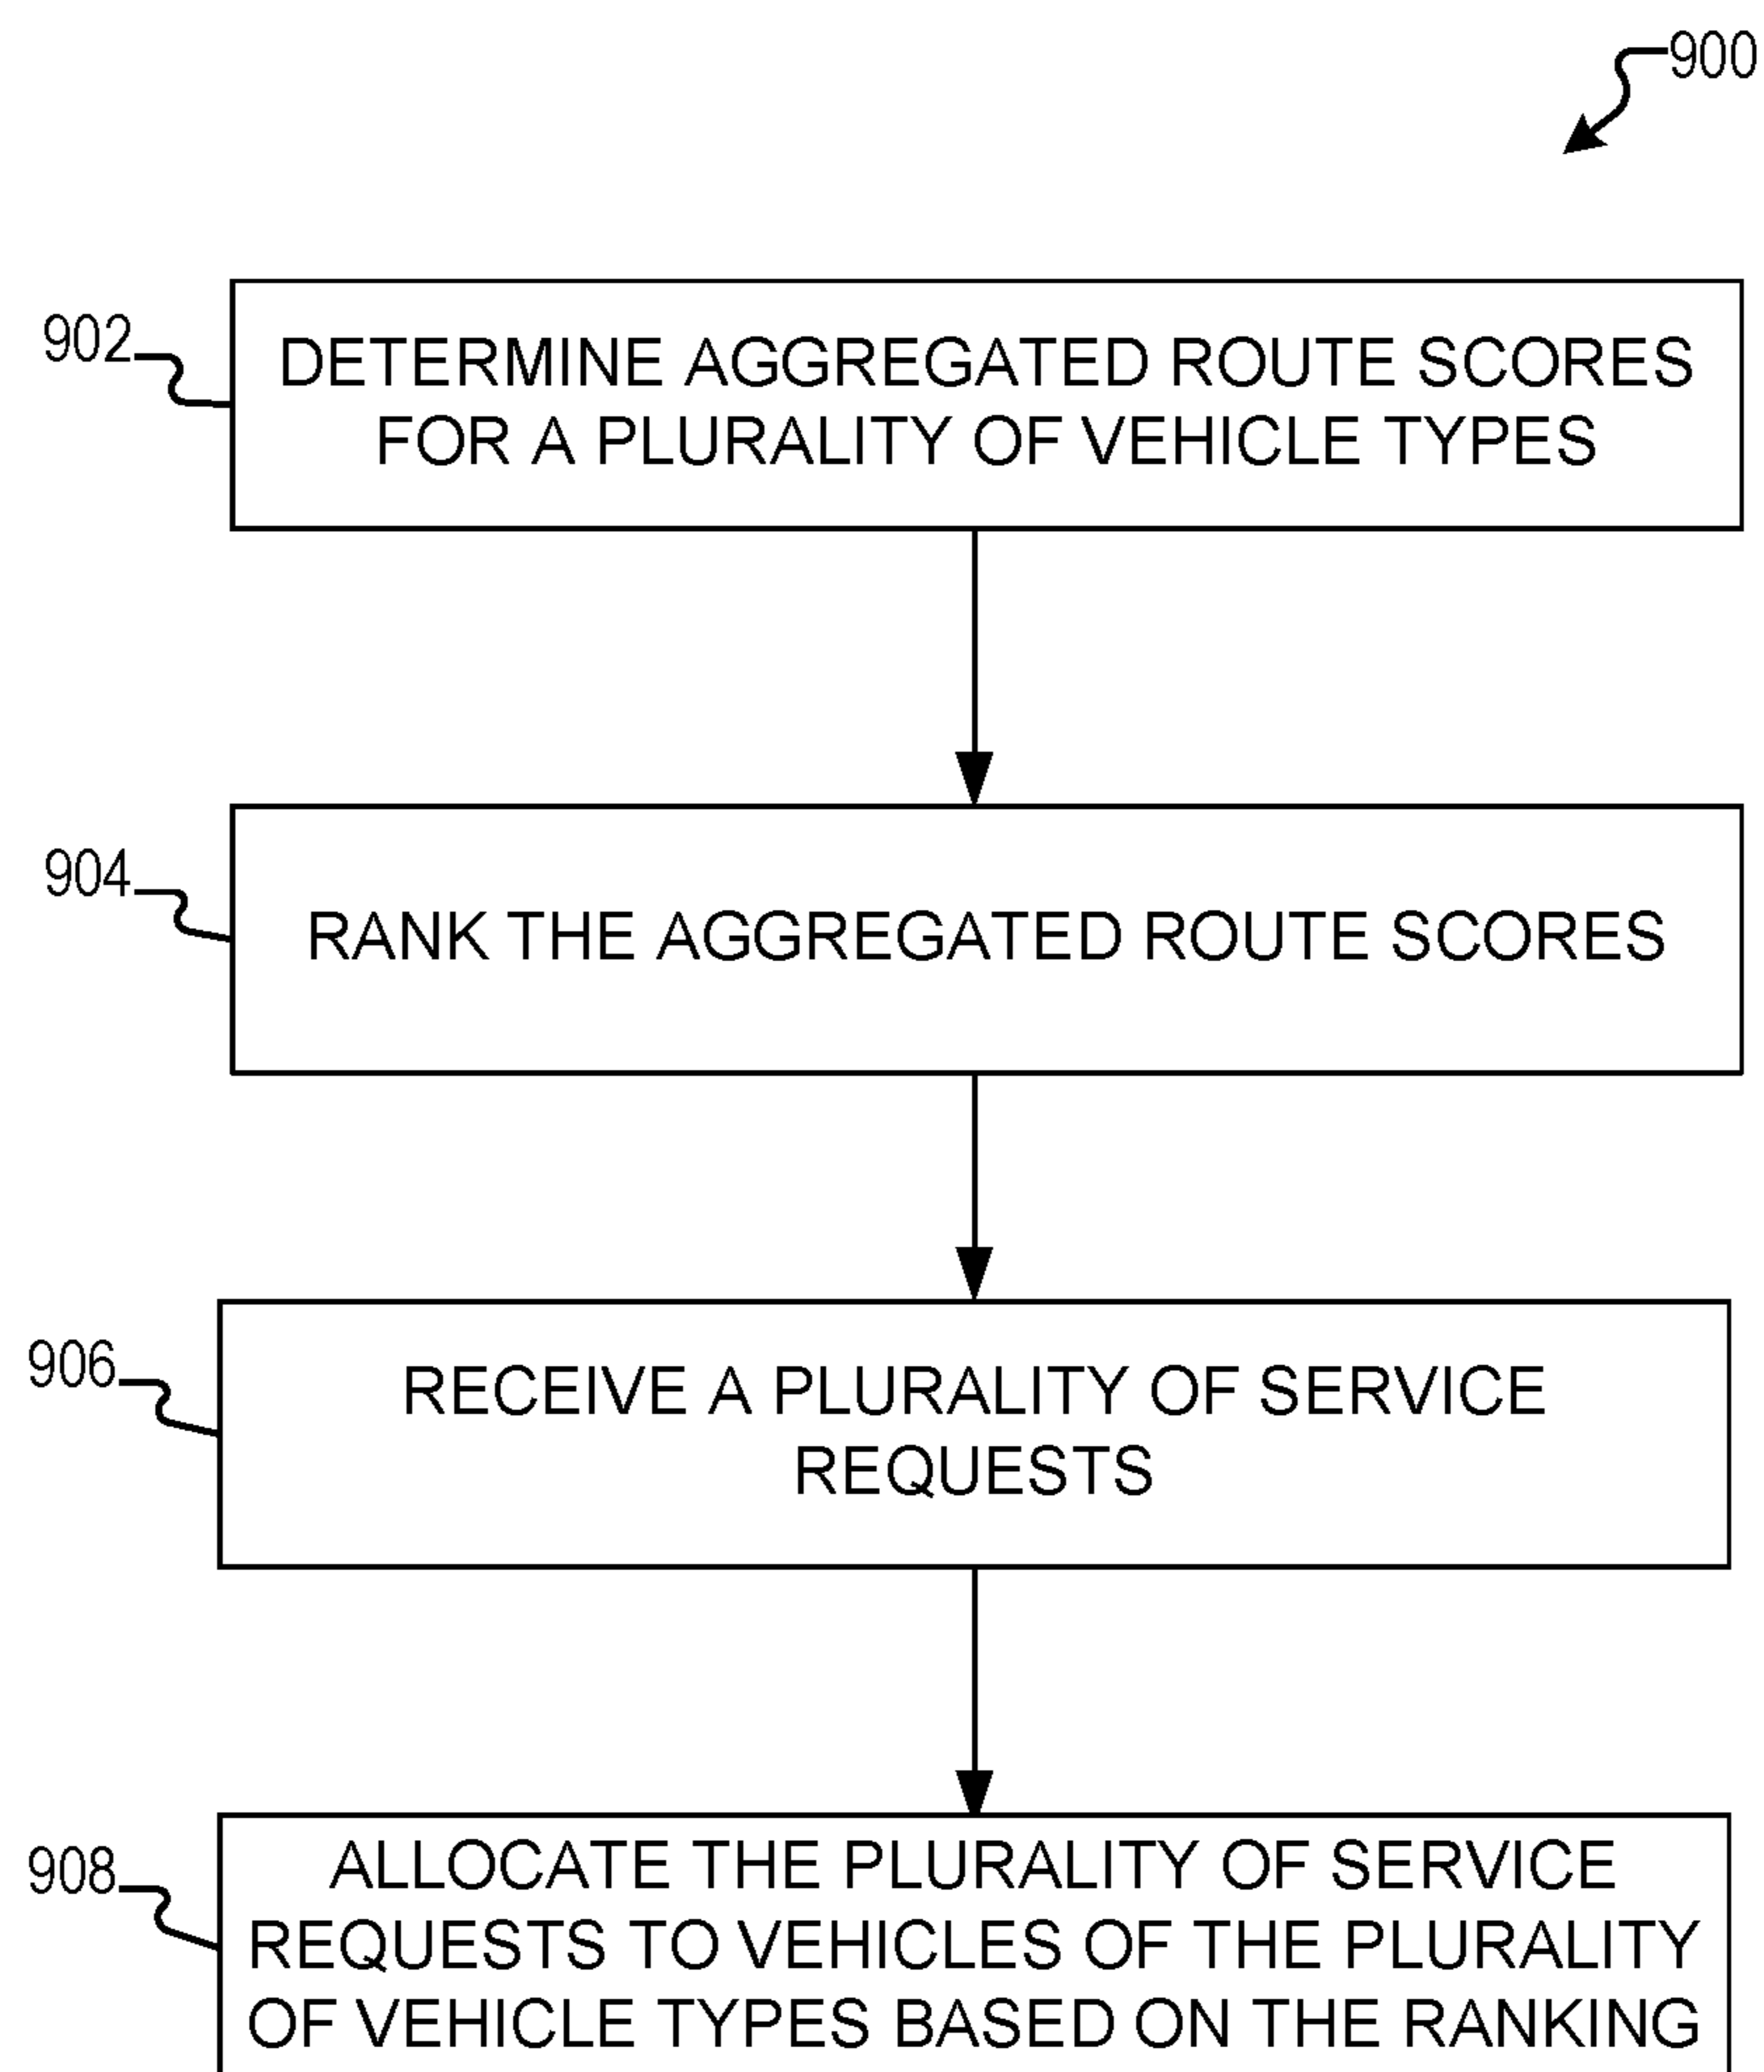 900
902
DETERMINE AGGREGATED ROUTE SCORES
FOR A PLURALITY OF VEHICLE TYPES
904
RANK THE AGGREGATED ROUTE SCORES
906
RECEIVE A PLURALITY OF SERVICE
REQUESTS
908
ALLOCATE THE PLURALITY OF SERVICE
REQUESTS TO VEHICLES OF THE PLURALITY
OF VEHICLE TYPES BASED ON THE RANKING